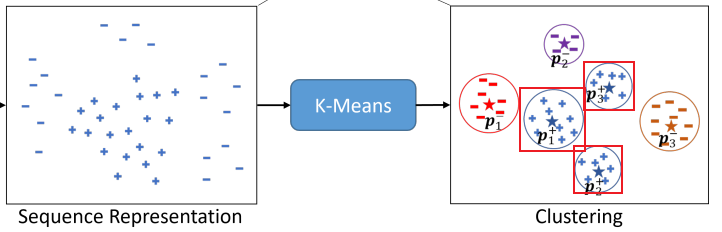 K-Means
p₂⁻
p₃⁺
p₁⁻
p₁⁺
p₃⁻
p₂⁺
Sequence Representation
Clustering